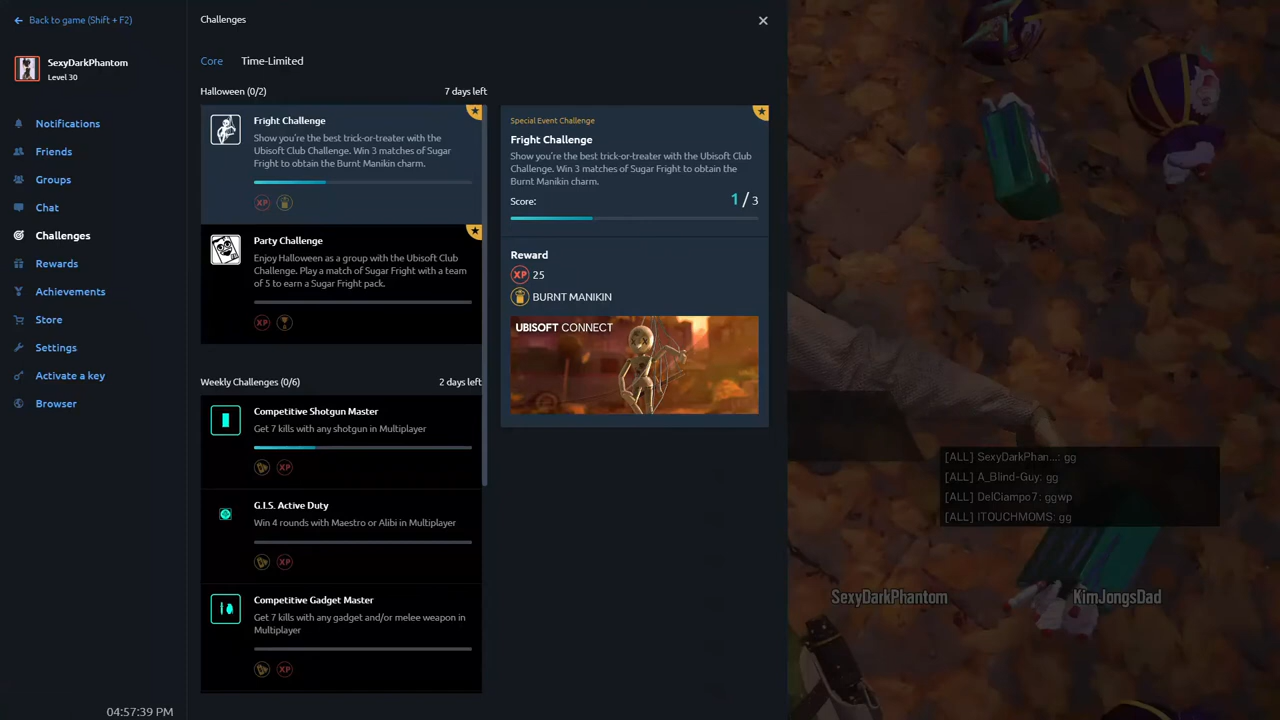 Back to game (Shift + F2)
SexyDarkPhantom
Level 30
Notifications
Friends
Groups
Chat
Challenges
Rewards
Achievements
Store
Settings
Activate a key
Browser
04:57:39 PM
Challenges
Core
Time-Limited
Halloween (0/2)
7 days left
Fright Challenge
Show you're the best trick-or-treater with the
Ubisoft Club Challenge. Win 3 matches of Sugar
Fright to obtain the Burnt Manikin charm.
XP
Party Challenge
Enjoy Halloween as a group with the Ubisoft Club
Challenge. Play a match of Sugar Fright with a team
of 5 to earn a Sugar Fright pack.
XP
Weekly Challenges (0/6)
2 days left
Competitive Shotgun Master
Get 7 kills with any shotgun in Multiplayer
XP
G.I.S. Active Duty
Win 4 rounds with Maestro or Alibi in Multiplayer
XP
Competitive Gadget Master
Get 7 kills with any gadget and/or melee weapon in
Multiplayer
XP
Special Event Challenge
Fright Challenge
Show you're the best trick-or-treater with the Ubisoft
Club Challenge. Win 3 matches of Sugar Fright to obtain the
Burnt Manikin charm.
Score:
1 / 3
Reward
XP 25
BURNT MANIKIN
UBISOFT CONNECT
[ALL] SexyDarkPhan...: gg
[ALL] A_Blind-Guy: gg
[ALL] DelCiampo7: ggwp
[ALL] ITOUCHMOMS: gg
SexyDarkPhantom
KimJongsDad